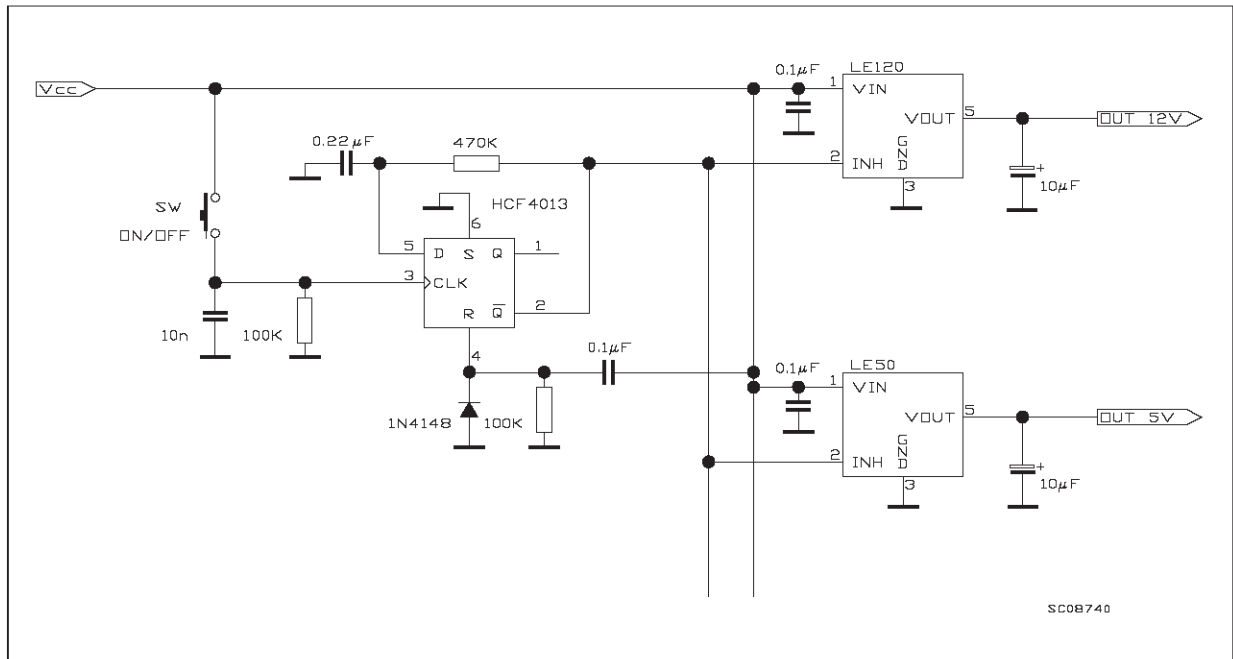 Vcc
0.1µF
LE120
1
VIN
VOUT
5
OUT 12V
GND
2
INH
3
+
10µF
0.22µF
470K
HCF4013
6
SW
ON/OFF
5
D
S
Q
1
3
CLK
R
Q̅
2
4
10n
100K
0.1µF
1N4148
100K
0.1µF
LE50
1
VIN
VOUT
5
OUT 5V
GND
2
INH
3
+
10µF
SC08740